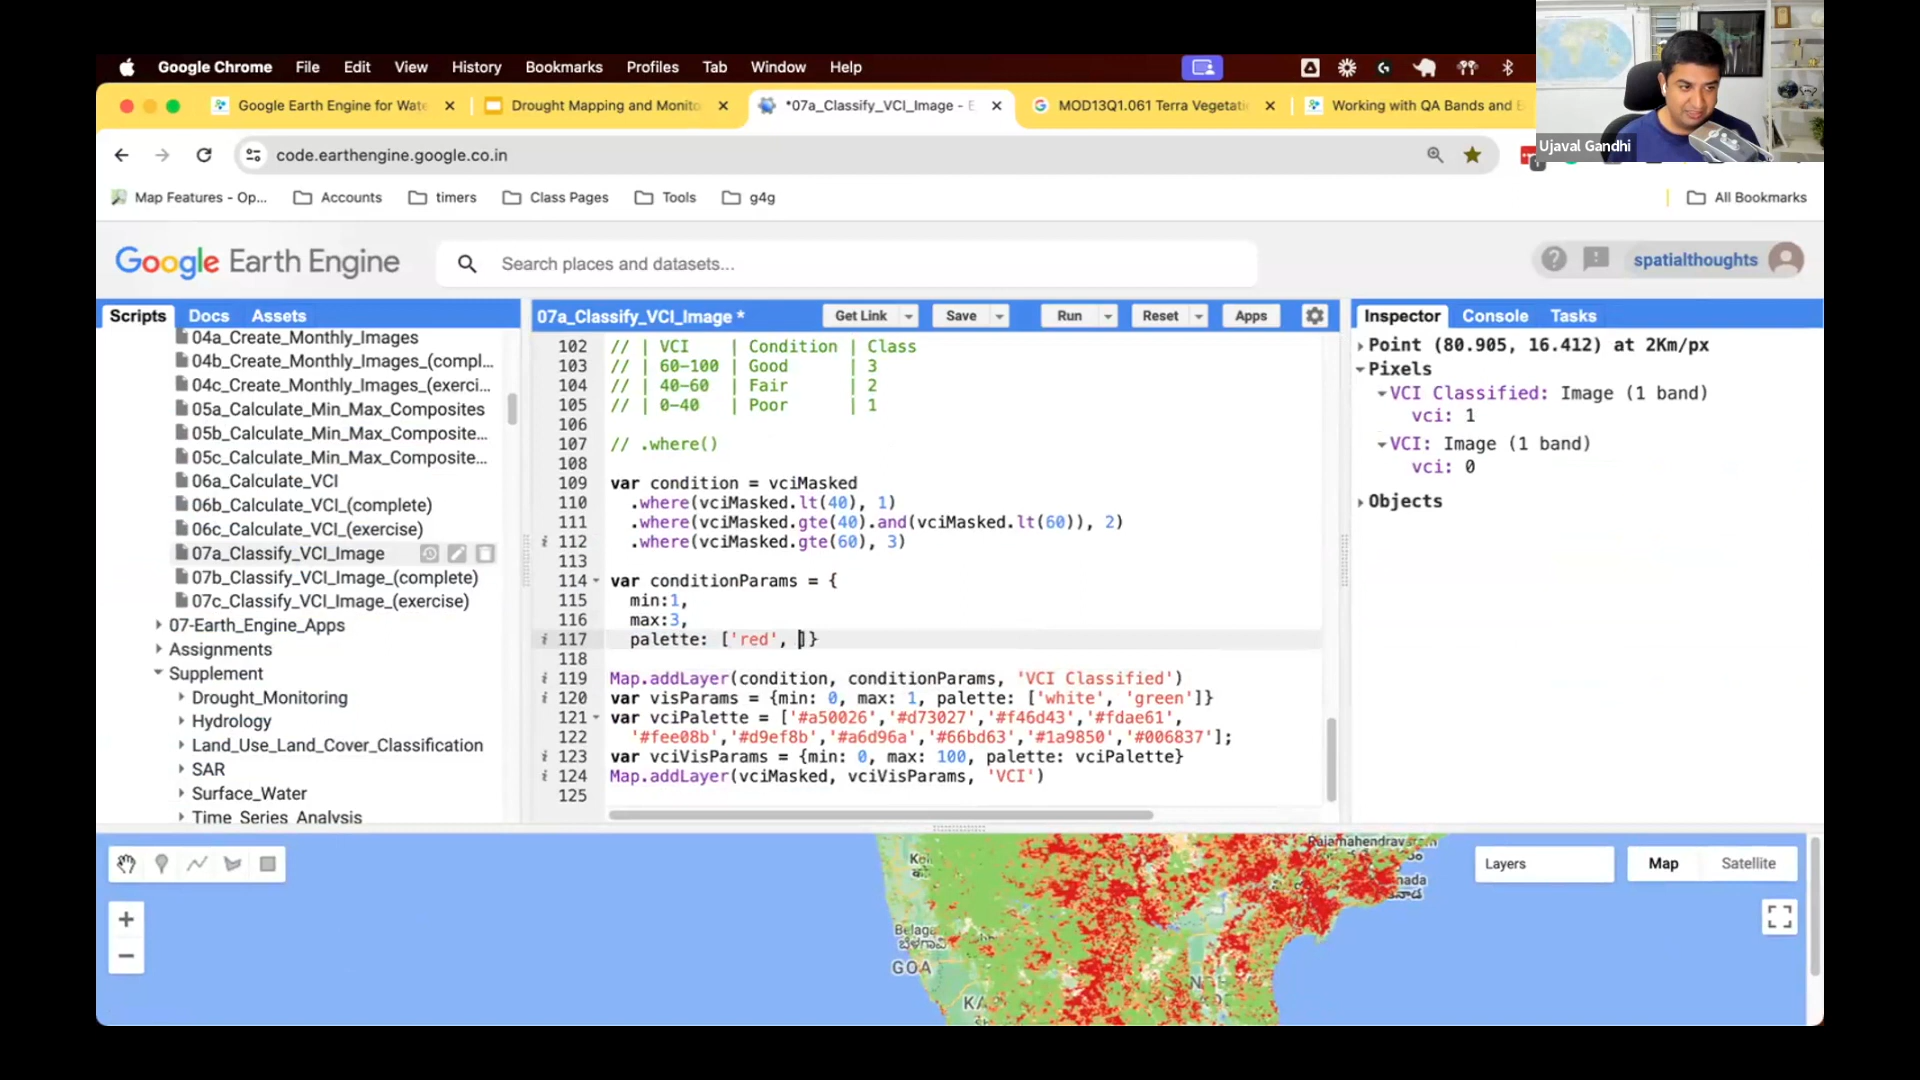 Google Chrome File Edit View History Bookmarks Profiles Tab Window Help
Google Earth Engine for Wate
Drought Mapping and Monito
*07a_Classify_VCI_Image - E
MOD13Q1.061 Terra Vegetati
Working with QA Bands and
Ujaval Gandhi
code.earthengine.google.co.in
Map Features - Op...
Accounts
timers
Class Pages
Tools
g4g
All Bookmarks
Google Earth Engine
Search places and datasets...
spatialthoughts
Scripts Docs Assets
04a_Create_Monthly_Images
04b_Create_Monthly_Images_(compl...
04c_Create_Monthly_Images_(exerci...
05a_Calculate_Min_Max_Composites
05b_Calculate_Min_Max_Composite...
05c_Calculate_Min_Max_Composite...
06a_Calculate_VCI
06b_Calculate_VCI_(complete)
06c_Calculate_VCI_(exercise)
07a_Classify_VCI_Image
07b_Classify_VCI_Image_(complete)
07c_Classify_VCI_Image_(exercise)
07-Earth_Engine_Apps
Assignments
Supplement
Drought_Monitoring
Hydrology
Land_Use_Land_Cover_Classification
SAR
Surface_Water
Time_Series_Analysis
07a_Classify_VCI_Image *
Get Link Save Run Reset Apps
102 // | VCI | Condition | Class
103 // | 60-100 | Good | 3
104 // | 40-60 | Fair | 2
105 // | 0-40 | Poor | 1
106
107 // .where()
108
109 var condition = vciMasked
110 .where(vciMasked.lt(40), 1)
111 .where(vciMasked.gte(40).and(vciMasked.lt(60)), 2)
i 112 .where(vciMasked.gte(60), 3)
113
114 var conditionParams = {
115 min:1,
116 max:3,
i 117 palette: ['red', ]}
118
i 119 Map.addLayer(condition, conditionParams, 'VCI Classified')
i 120 var visParams = {min: 0, max: 1, palette: ['white', 'green']}
121 var vciPalette = ['#a50026','#d73027','#f46d43','#fdae61',
122 '#fee08b','#d9ef8b','#a6d96a','#66bd63','#1a9850','#006837'];
i 123 var vciVisParams = {min: 0, max: 100, palette: vciPalette}
i 124 Map.addLayer(vciMasked, vciVisParams, 'VCI')
125
Inspector Console Tasks
Point (80.905, 16.412) at 2Km/px
Pixels
VCI Classified: Image (1 band)
vci: 1
VCI: Image (1 band)
vci: 0
Objects
Layers
Map Satellite
Rajamahendrav
nada
Belaga
ಬೆಳಗಾವಿ
GOA
KA